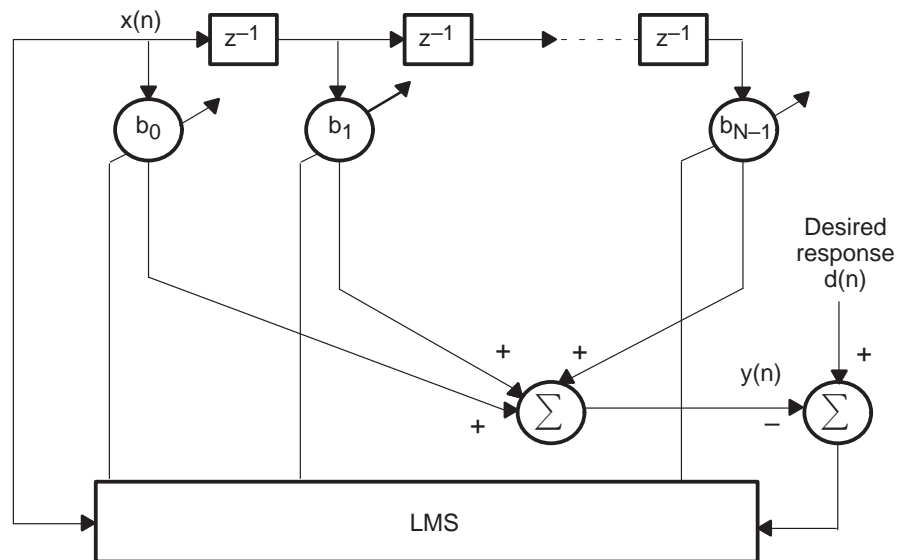 x(n)
z–1
z–1
z–1
b0
b1
bN–1
Desired
response
d(n)
+
+
+
y(n)
+
–
∑
∑
LMS